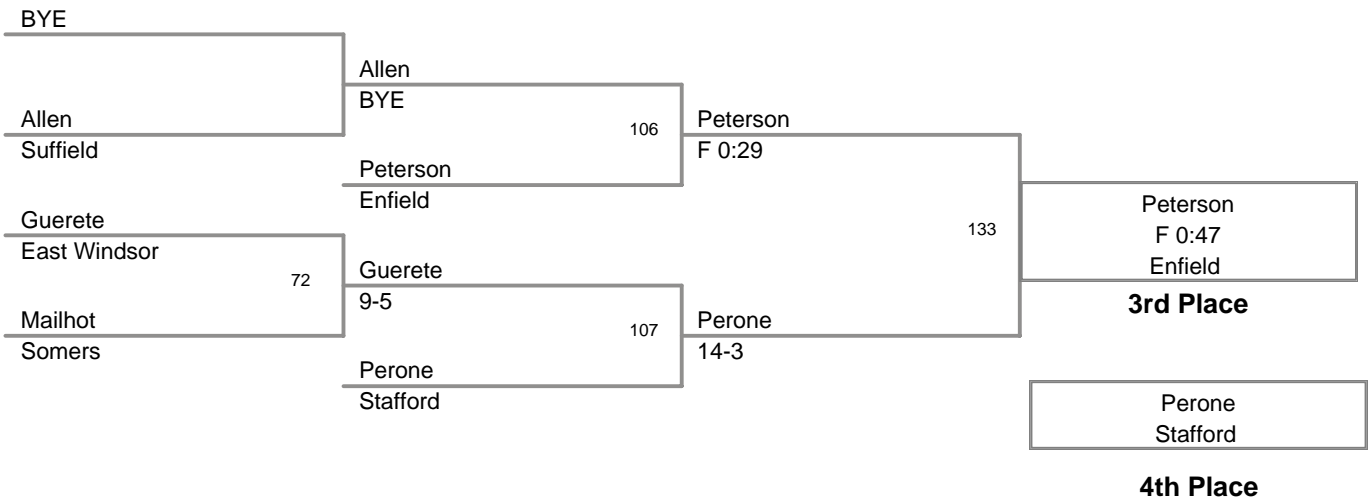 BYE
Allen
BYE
Allen
Suffield
106
Peterson
F 0:29
Peterson
Enfield
Guerete
East Windsor
72
Guerete
9-5
Mailhot
Somers
107
Perone
14-3
Perone
Stafford
133
Peterson
F 0:47
Enfield
3rd Place
Perone
Stafford
4th Place